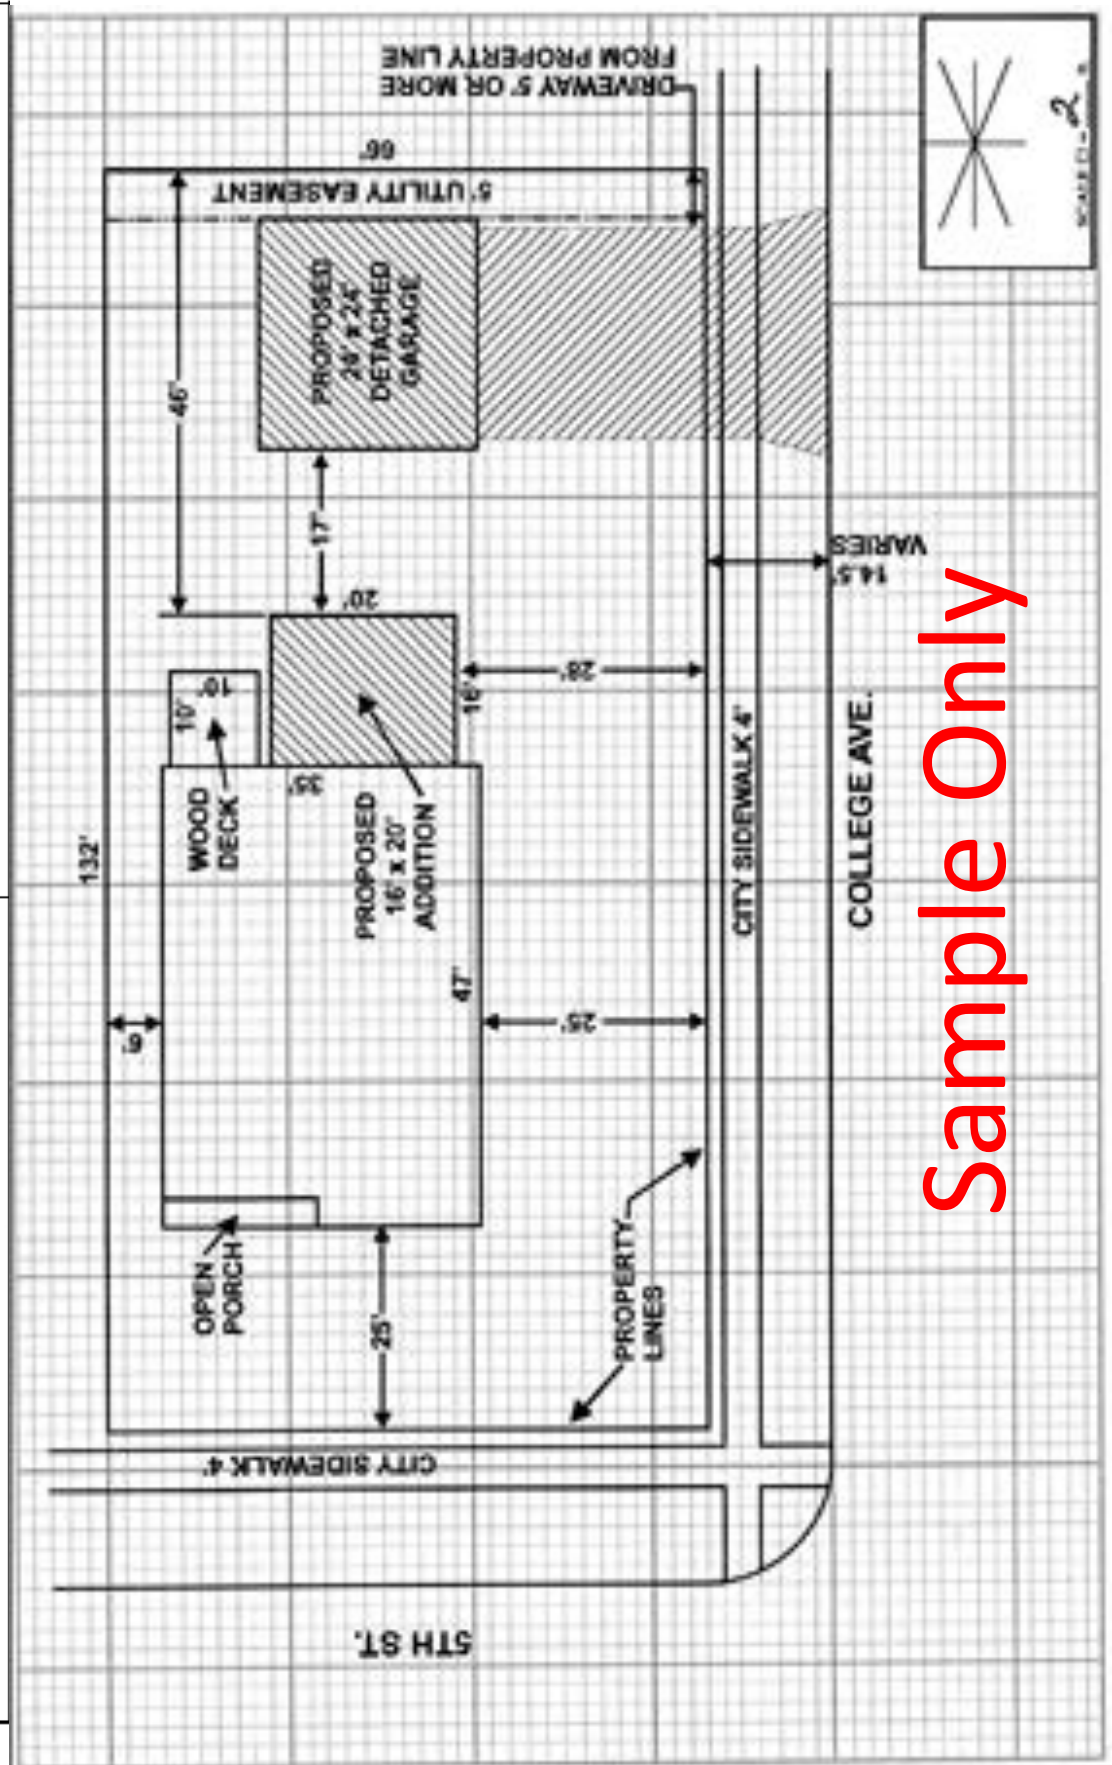 DRIVEWAY 5' OR MORE
FROM PROPERTY LINE
66'
5' UTILITY EASEMENT
46'
PROPOSED
DETACHED
GARAGE
17'
20'
10'
10'
16'
28'
14.5'
VARIES
35'
WOOD
DECK
PROPOSED
16' x 20'
ADDITION
132'
CITY SIDEWALK 4'
COLLEGE AVE.
47'
6'
25'
OPEN
PORCH
25'
PROPERTY
LINES
CITY SIDEWALK 4'
5TH ST.
2
Sample Only